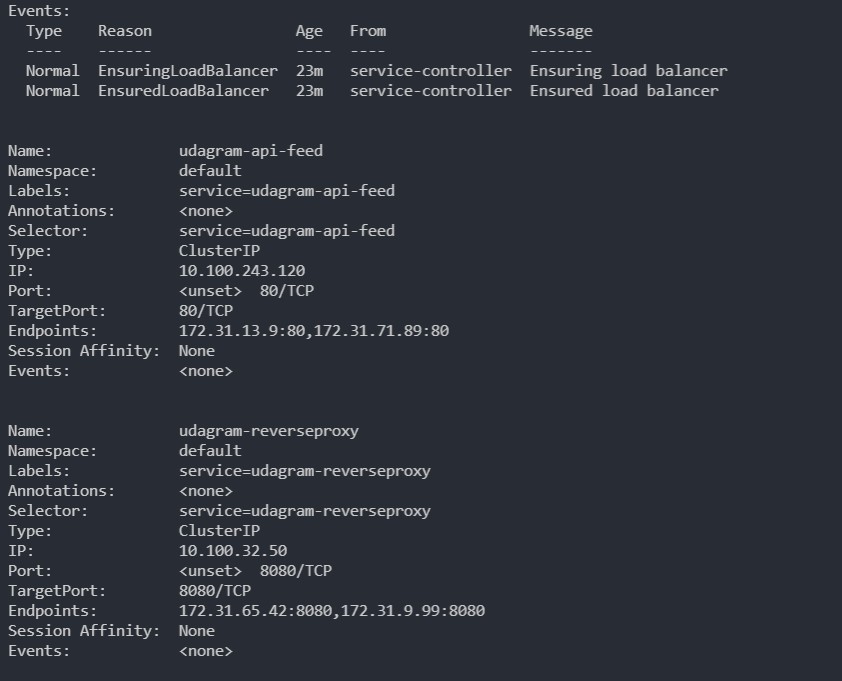 Events:
  Type    Reason                Age   From                Message
  ----    ------                ----  ----                -------
  Normal  EnsuringLoadBalancer  23m   service-controller  Ensuring load balancer
  Normal  EnsuredLoadBalancer   23m   service-controller  Ensured load balancer
Name:              udagram-api-feed
Namespace:         default
Labels:            service=udagram-api-feed
Annotations:       <none>
Selector:          service=udagram-api-feed
Type:              ClusterIP
IP:                10.100.243.120
Port:              <unset>  80/TCP
TargetPort:        80/TCP
Endpoints:         172.31.13.9:80,172.31.71.89:80
Session Affinity:  None
Events:            <none>
Name:              udagram-reverseproxy
Namespace:         default
Labels:            service=udagram-reverseproxy
Annotations:       <none>
Selector:          service=udagram-reverseproxy
Type:              ClusterIP
IP:                10.100.32.50
Port:              <unset>  8080/TCP
TargetPort:        8080/TCP
Endpoints:         172.31.65.42:8080,172.31.9.99:8080
Session Affinity:  None
Events:            <none>